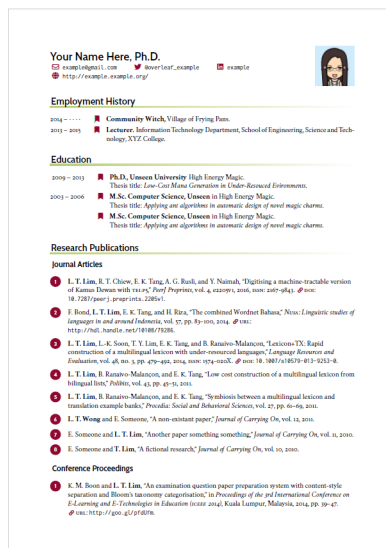 Your Name Here, Ph.D.
example@gmail.com @overleaf_example example
http://example.example.org/
Employment History
2014 – · · · · Community Witch, Village of Frying Pans.
2013 – 2015 Lecturer. Information Technology Department, School of Engineering, Science and Tech-
nology, XYZ College.
Education
2009 – 2013 Ph.D., Unseen University High Energy Magic.
Thesis title: Low-Cost Mana Generation in Under-Resouced Evironments.
2003 – 2006 M.Sc. Computer Science, Unseen in High Energy Magic.
Thesis title: Applying ant algorithms in automatic design of novel magic charms.
M.Sc. Computer Science, Unseen in High Energy Magic.
Thesis title: Applying ant algorithms in automatic design of novel magic charms.
Research Publications
Journal Articles
1 L. T. Lim, R. T. Chiew, E. K. Tang, A. G. Rusli, and Y. Naimah, “Digitising a machine-tractable version
of Kamus Dewan with TEI:P5,” PeerJ Preprints, vol. 4, e2205v1, 2016, ISSN: 2167-9843. DOI:
10.7287/peerj.preprints.2205v1.
2 F. Bond, L. T. Lim, E. K. Tang, and H. Riza, “The combined Wordnet Bahasa,” NUSA: Linguistic studies of
languages in and around Indonesia, vol. 57, pp. 83–100, 2014. URL:
http://hdl.handle.net/10108/79286.
3 L. T. Lim, L.-K. Soon, T. Y. Lim, E. K. Tang, and B. Ranaivo-Malançon, “Lexicon+TX: Rapid
construction of a multilingual lexicon with under-resourced languages,” Language Resources and
Evaluation, vol. 48, no. 3, pp. 479–492, 2014, ISSN: 1574-020X. DOI: 10.1007/s10579-013-9253-0.
4 L. T. Lim, B. Ranaivo-Malançon, and E. K. Tang, “Low cost construction of a multilingual lexicon from
bilingual lists,” Polibits, vol. 43, pp. 45–51, 2011.
5 L. T. Lim, B. Ranaivo-Malançon, and E. K. Tang, “Symbiosis between a multilingual lexicon and
translation example banks,” Procedia: Social and Behavioral Sciences, vol. 27, pp. 61–69, 2011.
6 L. T. Wong and E. Someone, “A non-existant paper,” Journal of Carrying On, vol. 12, 2011.
7 E. Someone and L. T. Lim, “Another paper something something,” Journal of Carrying On, vol. 11, 2010.
8 E. Someone and T. Lim, “A fictional research,” Journal of Carrying On, vol. 10, 2010.
Conference Proceedings
1 K. M. Boon and L. T. Lim, “An examination question paper preparation system with content-style
separation and Bloom’s taxonomy categorisation,” in Proceedings of the 3rd International Conference on
E-Learning and E-Technologies in Education (ICEEE 2014), Kuala Lumpur, Malaysia, 2014, pp. 39–47.
URL: http://goo.gl/pfdUfm.